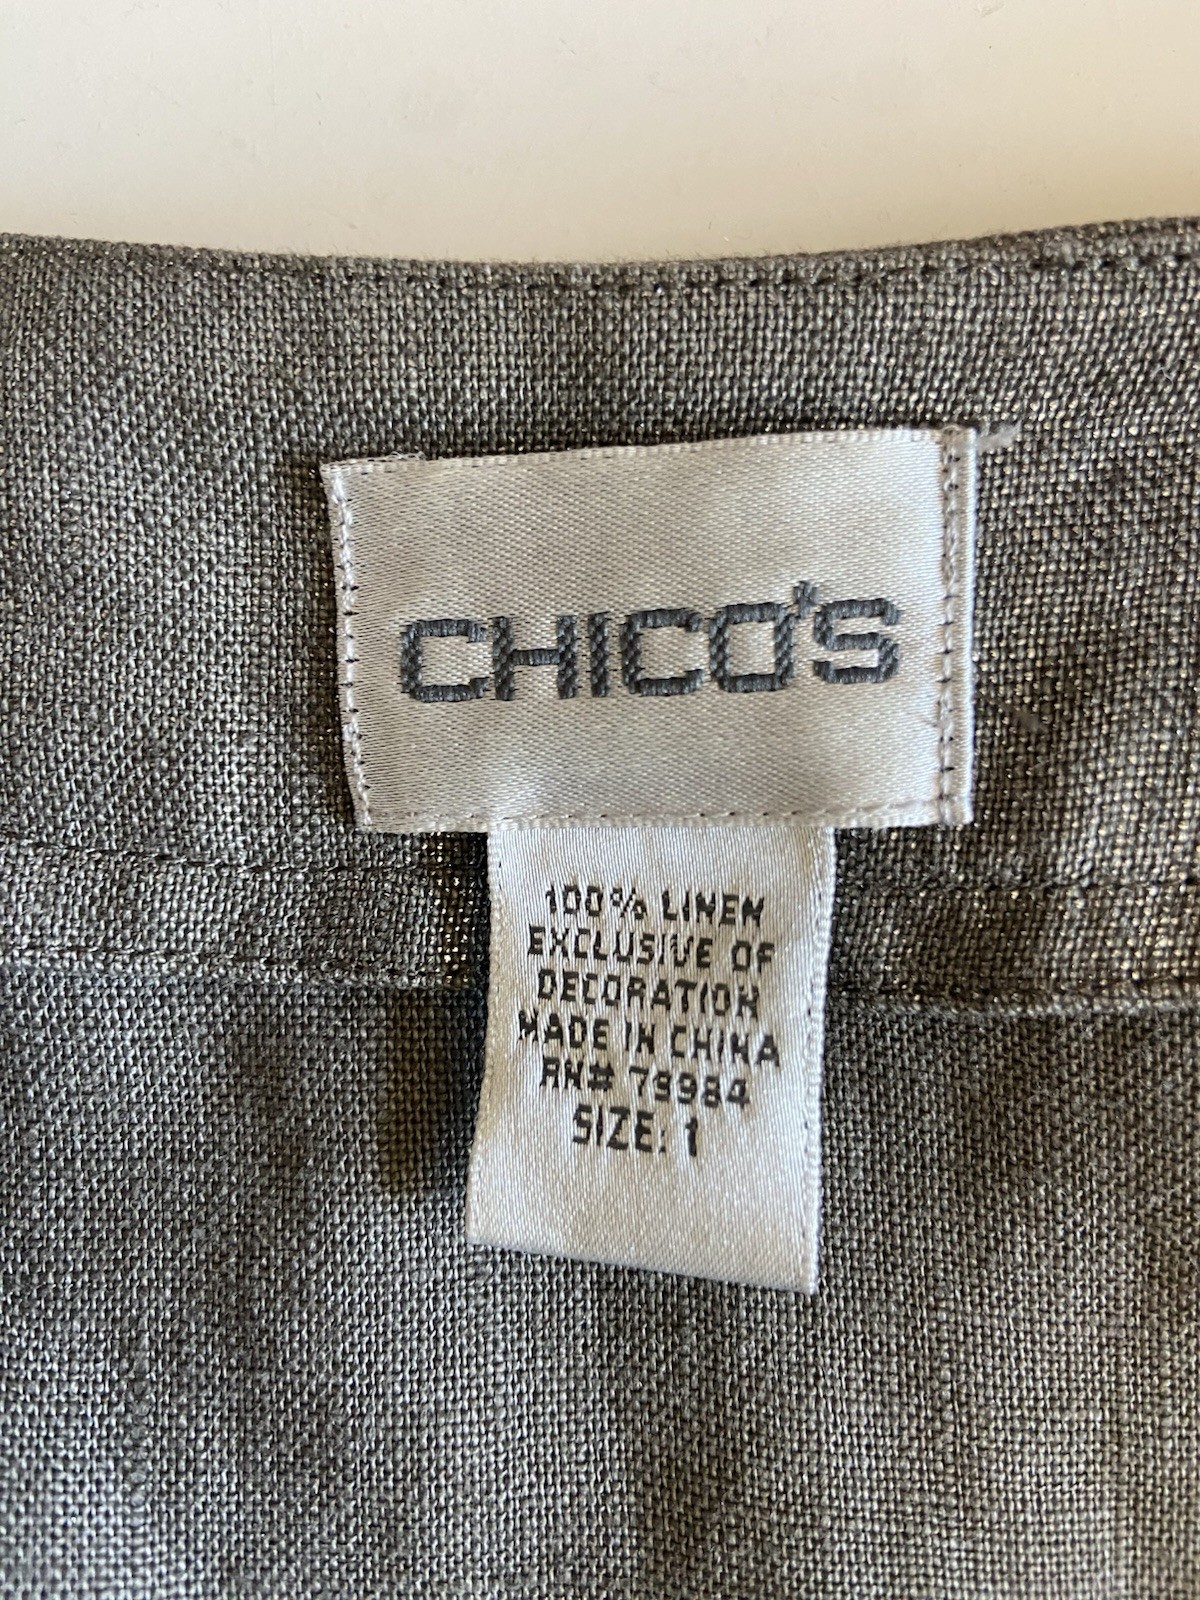 CHICO'S
100% LINEN
EXCLUSIVE OF
DECORATION
MADE IN CHINA
RN# 79984
SIZE: 1